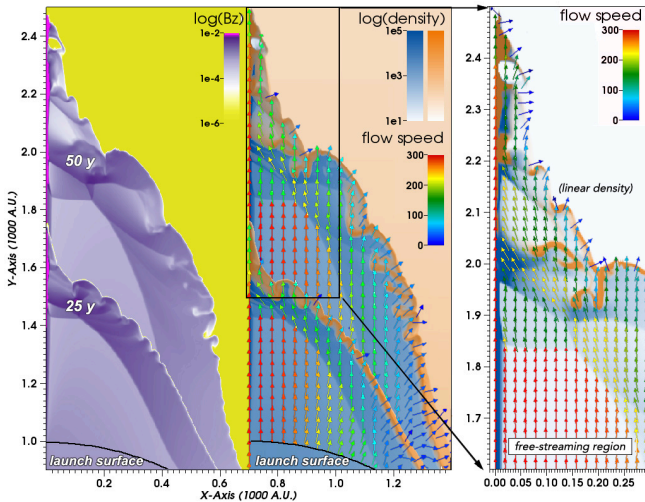 log(Bz)
1e-2
1e-4
1e-6
50 y
25 y
launch surface
2.4
2.2
2.0
1.8
1.6
1.4
1.2
1.0
Y-Axis (1000 A.U.)
0.2
0.4
0.6
0.8
1.0
1.2
X-Axis (1000 A.U.)
log(density)
1e5
1e3
1e1
flow speed
300
200
100
0
launch surface
flow speed
300
200
100
0
(linear density)
free-streaming region
2.5
2.4
2.3
2.2
2.1
2.0
1.9
1.8
1.7
0.00 0.05 0.10 0.15 0.20 0.25